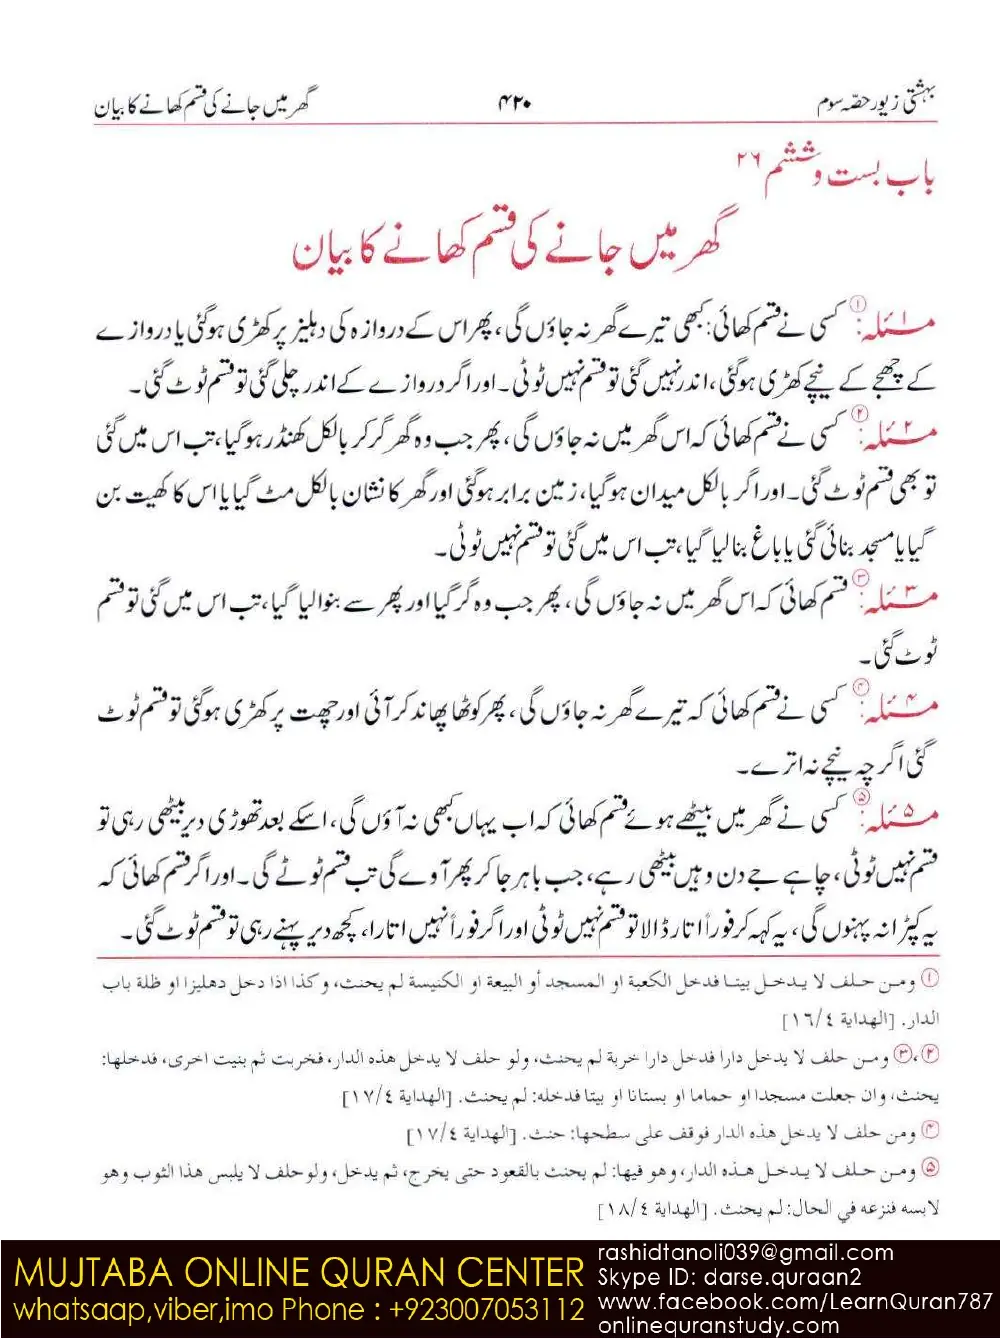 بہشتی زیور حصّہ سوم
۴۲۰
گھر میں جانے کی قسم کھانے کا بیان
باب بست و ششم ۲۶
گھر میں جانے کی قسم کھانے کا بیان
مسئلہ ۱: ① کسی نے قسم کھائی: کبھی تیرے گھر نہ جاؤں گی، پھر اس کے دروازہ کی دہلیز پر کھڑی ہوگئی یا دروازے
کے چھجے کے نیچے کھڑی ہوگئی، اندر نہیں گئی تو قسم نہیں ٹوٹی۔ اور اگر دروازے کے اندر چلی گئی تو قسم ٹوٹ گئی۔
مسئلہ ۲: ② کسی نے قسم کھائی کہ اس گھر میں نہ جاؤں گی، پھر جب وہ گھر گر کر بالکل کھنڈر ہوگیا، تب اس میں گئی
تو بھی قسم ٹوٹ گئی۔ اور اگر بالکل میدان ہوگیا، زمین برابر ہوگئی اور گھر کا نشان بالکل مٹ گیا یا اس کا کھیت بن
گیا یا مسجد بنائی گئی یا باغ بنا لیا گیا، تب اس میں گئی تو قسم نہیں ٹوٹی۔
مسئلہ ۳: ③ قسم کھائی کہ اس گھر میں نہ جاؤں گی، پھر جب وہ گر گیا اور پھر سے بنوا لیا گیا، تب اس میں گئی تو قسم
ٹوٹ گئی۔
مسئلہ ۴: ④ کسی نے قسم کھائی کہ تیرے گھر نہ جاؤں گی، پھر کوٹھا پھاند کر آئی اور چھت پر کھڑی ہوگئی تو قسم ٹوٹ
گئی اگرچہ نیچے نہ اترے۔
مسئلہ ۵: ⑤ کسی نے گھر میں بیٹھے ہوئے قسم کھائی کہ اب یہاں کبھی نہ آؤں گی، اسکے بعد تھوڑی دیر بیٹھی رہی تو
قسم نہیں ٹوٹی، چاہے جے دن وہیں بیٹھی رہے، جب باہر جا کر پھر آوے گی تب قسم ٹوٹے گی۔ اور اگر قسم کھائی کہ
یہ کپڑا نہ پہنوں گی، یہ کہہ کر فوراً اتار ڈالا تو قسم نہیں ٹوٹی اور اگر فوراً نہیں اتارا، کچھ دیر پہنے رہی تو قسم ٹوٹ گئی۔
① ومن حلف لا يدخل بيتا فدخل الكعبة او المسجد أو البيعة او الكنيسة لم يحنث، وكذا اذا دخل دهليزا او ظلة باب
الدار. [الهداية ١٦/٤]
②،③ ومن حلف لا يدخل دارا فدخل دارا خربة لم يحنث، ولو حلف لا يدخل هذه الدار، فخربت ثم بنيت اخرى، فدخلها:
يحنث، وان جعلت مسجدا او حماما او بستانا او بيتا فدخله: لم يحنث. [الهداية ١٧/٤]
④ ومن حلف لا يدخل هذه الدار فوقف على سطحها: حنث. [الهداية ١٧/٤]
⑤ ومن حلف لا يدخل هذه الدار، وهو فيها: لم يحنث بالقعود حتى يخرج، ثم يدخل، ولو حلف لا يلبس هذا الثوب وهو
لابسه فنزعه في الحال: لم يحنث. [الهداية ١٨/٤]
MUJTABA ONLINE QURAN CENTER
whatsaap,viber,imo Phone : +923007053112
rashidtanoli039@gmail.com
Skype ID: darse.quraan2
www.facebook.com/LearnQuran787
onlinequranstudy.com